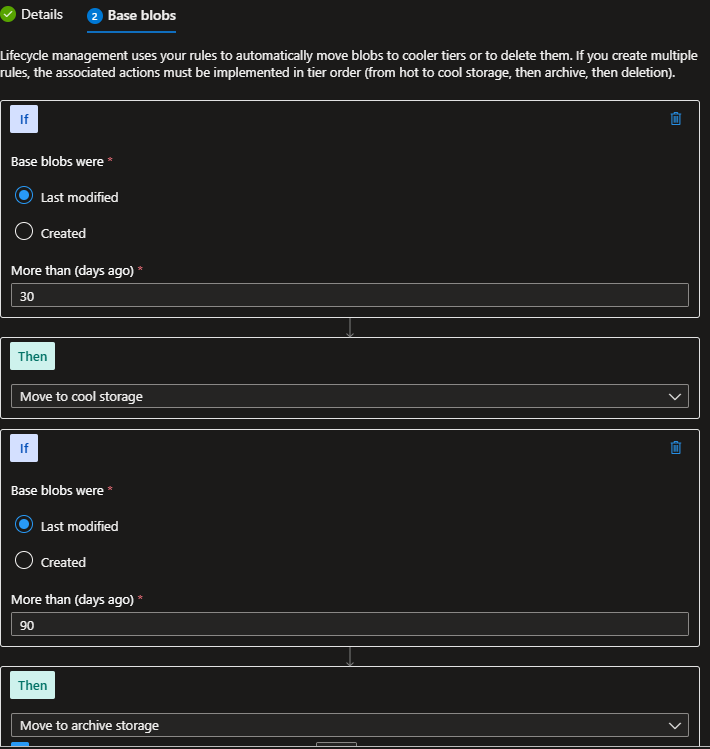 Details
2 Base blobs
Lifecycle management uses your rules to automatically move blobs to cooler tiers or to delete them. If you create multiple
rules, the associated actions must be implemented in tier order (from hot to cool storage, then archive, then deletion).
If
Base blobs were *
Last modified
Created
More than (days ago) *
30
Then
Move to cool storage
If
Base blobs were *
Last modified
Created
More than (days ago) *
90
Then
Move to archive storage